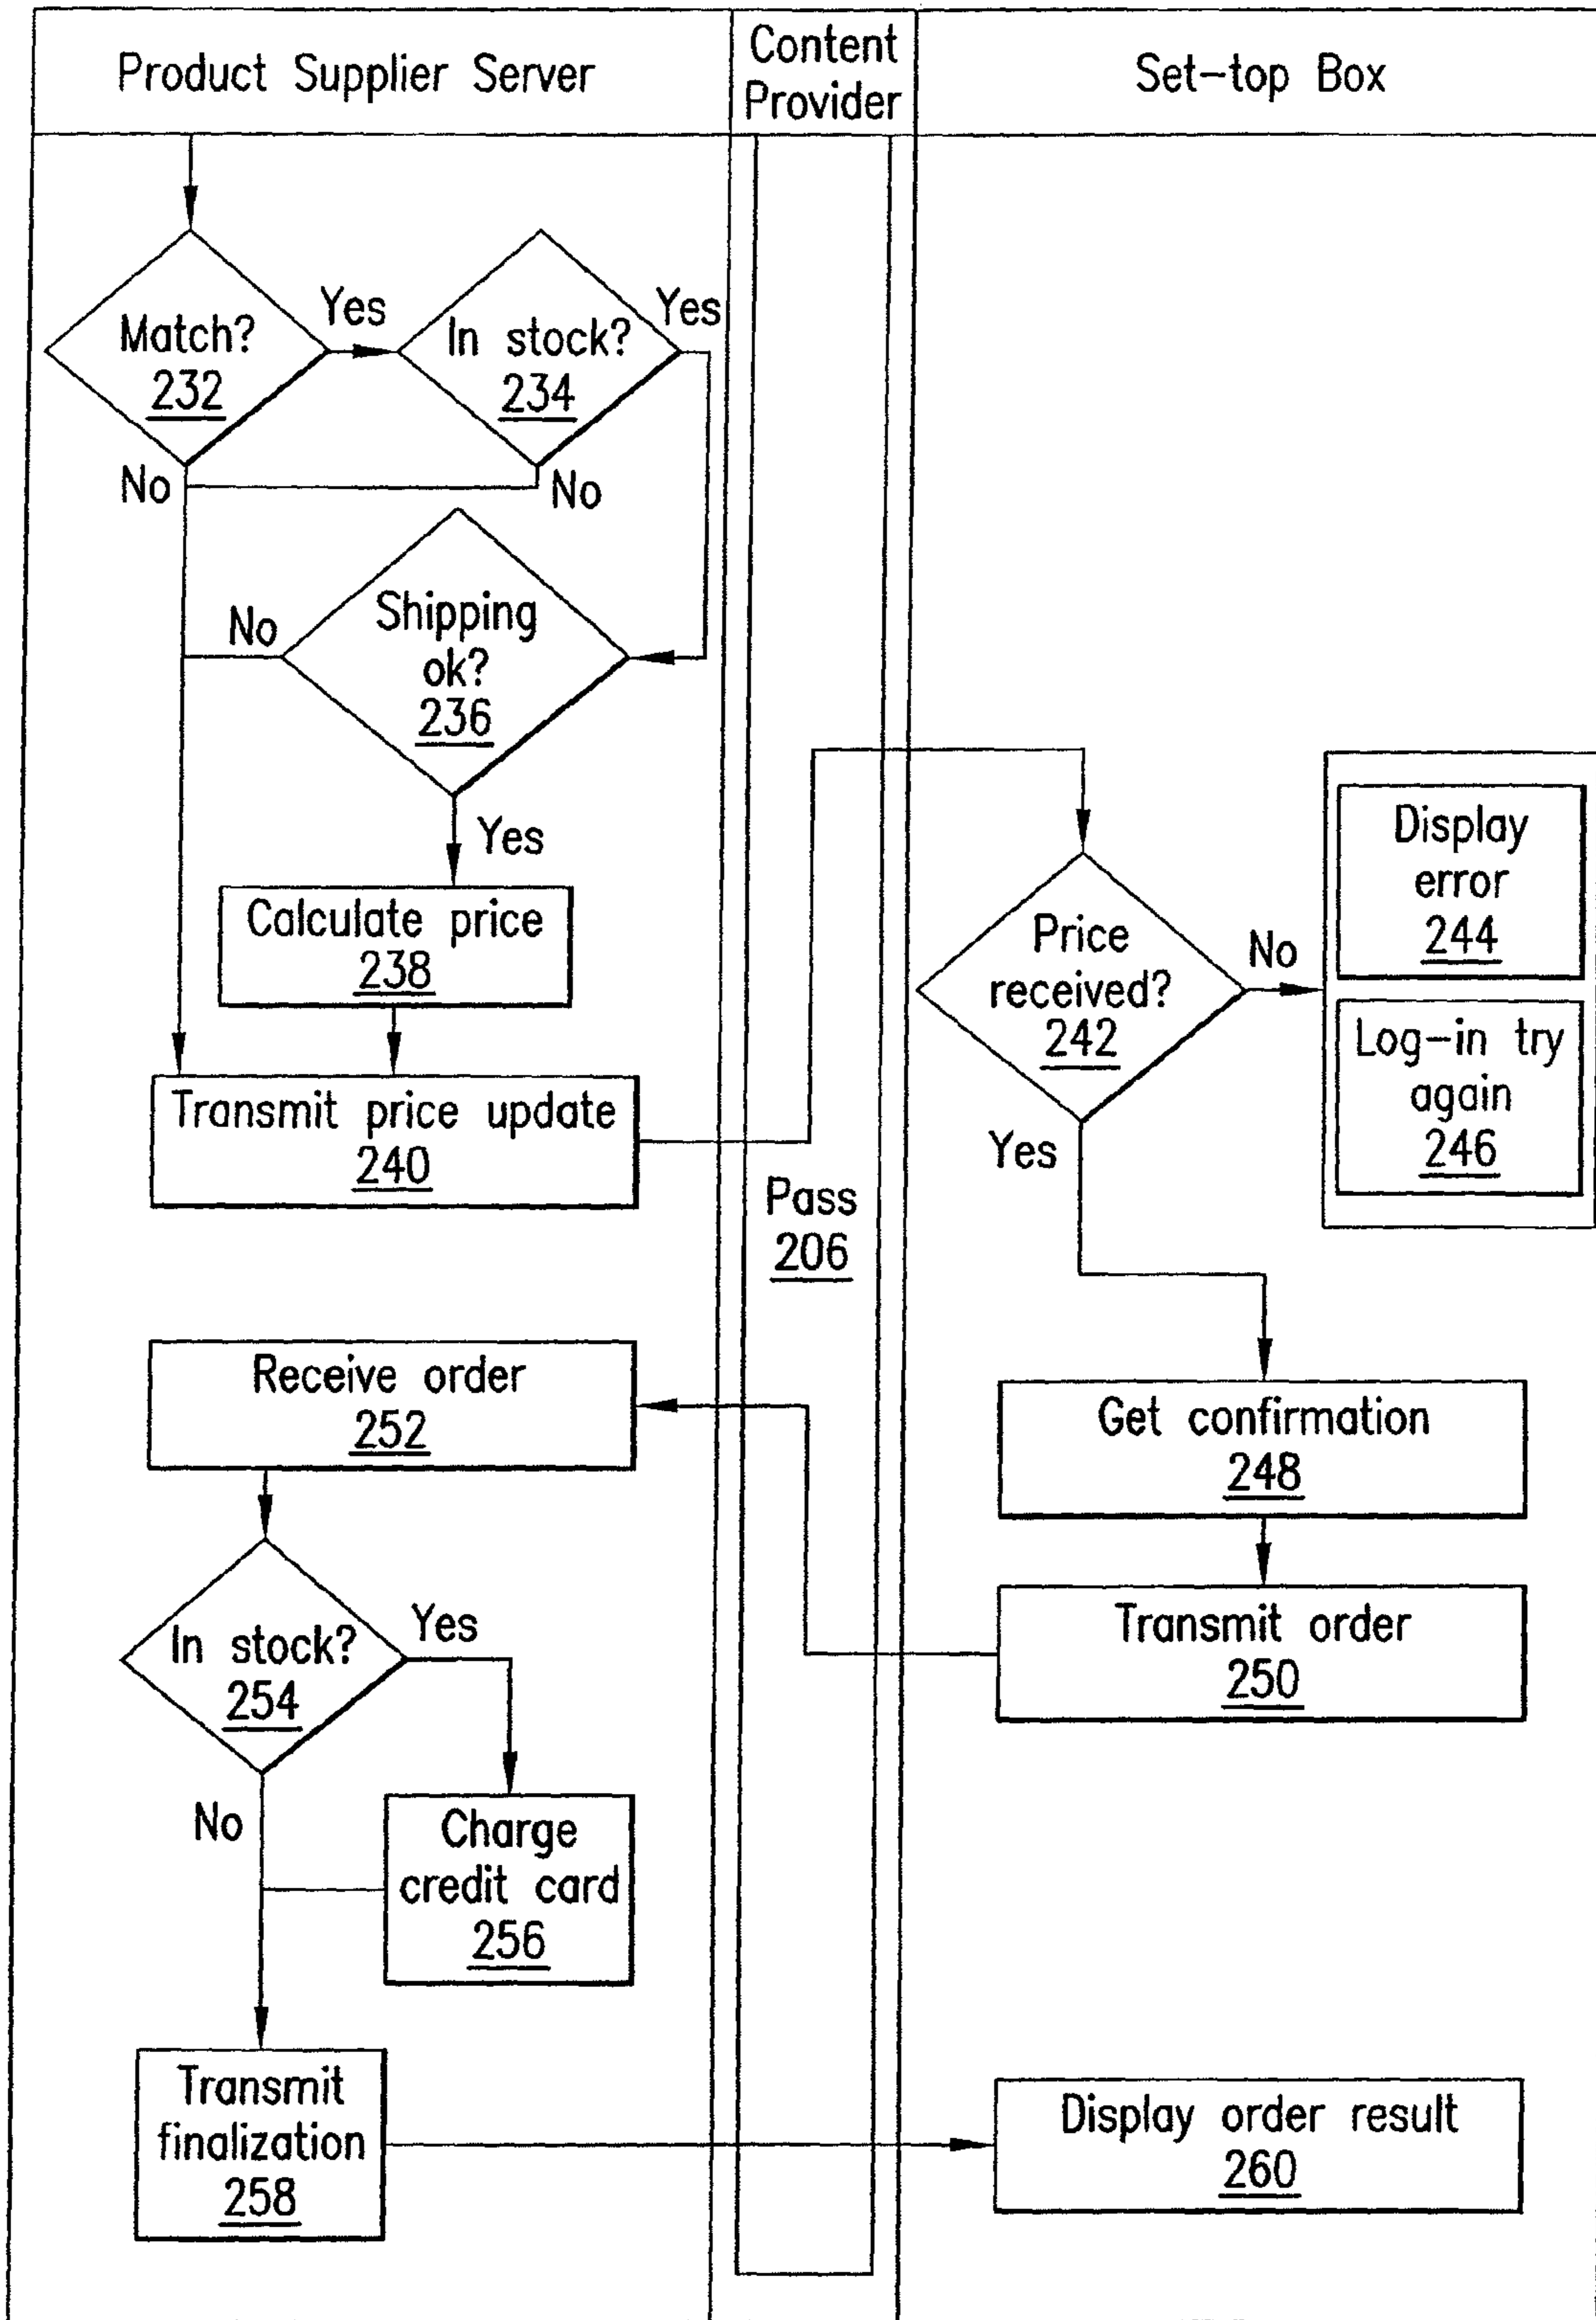 Product Supplier Server
Content
Provider
Set-top Box
Match?
232
Yes
No
In stock?
234
Yes
No
Shipping
ok?
236
No
Yes
Calculate price
238
Transmit price update
240
Pass
206
Price
received?
242
No
Yes
Display
error
244
Log-in try
again
246
Get confirmation
248
Transmit order
250
Receive order
252
In stock?
254
Yes
No
Charge
credit card
256
Transmit
finalization
258
Display order result
260